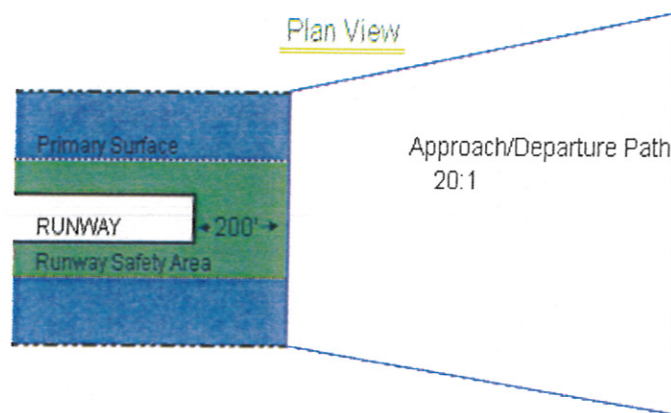 Plan View
Primary Surface
Approach/Departure Path
20:1
RUNWAY
200'
Runway Safety Area